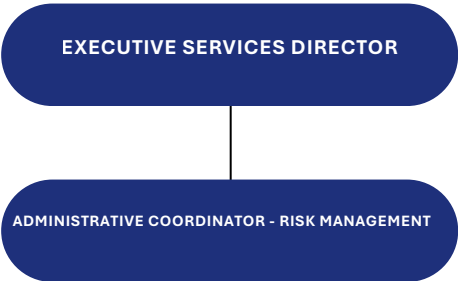 EXECUTIVE SERVICES DIRECTOR
ADMINISTRATIVE COORDINATOR - RISK MANAGEMENT